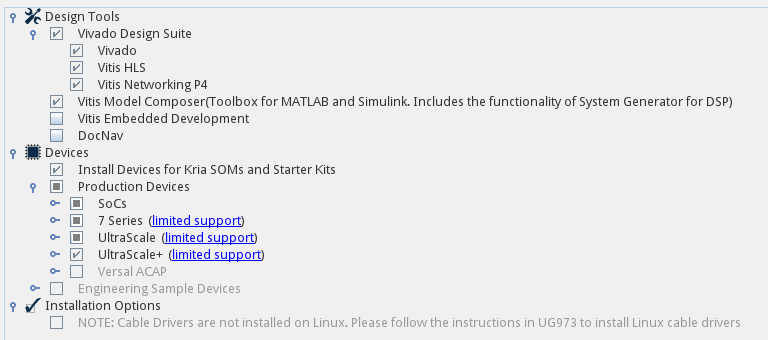 Design Tools
Vivado Design Suite
Vivado
Vitis HLS
Vitis Networking P4
Vitis Model Composer(Toolbox for MATLAB and Simulink. Includes the functionality of System Generator for DSP)
Vitis Embedded Development
DocNav
Devices
Install Devices for Kria SOMs and Starter Kits
Production Devices
SoCs
7 Series (limited support)
UltraScale (limited support)
UltraScale+ (limited support)
Versal ACAP
Engineering Sample Devices
Installation Options
NOTE: Cable Drivers are not installed on Linux. Please follow the instructions in UG973 to install Linux cable drivers